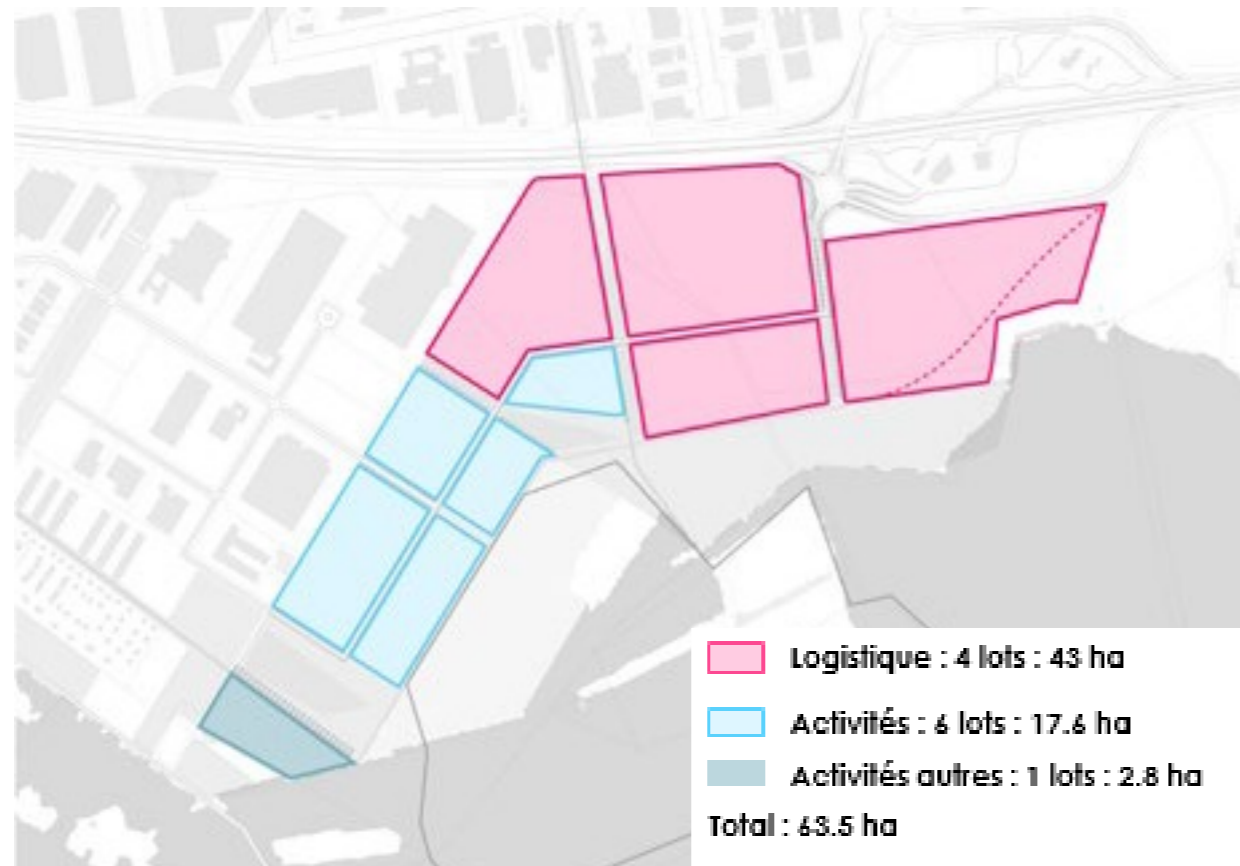 Logistique : 4 lots : 43 ha
Activités : 6 lots : 17.6 ha
Activités autres : 1 lots : 2.8 ha
Total : 63.5 ha